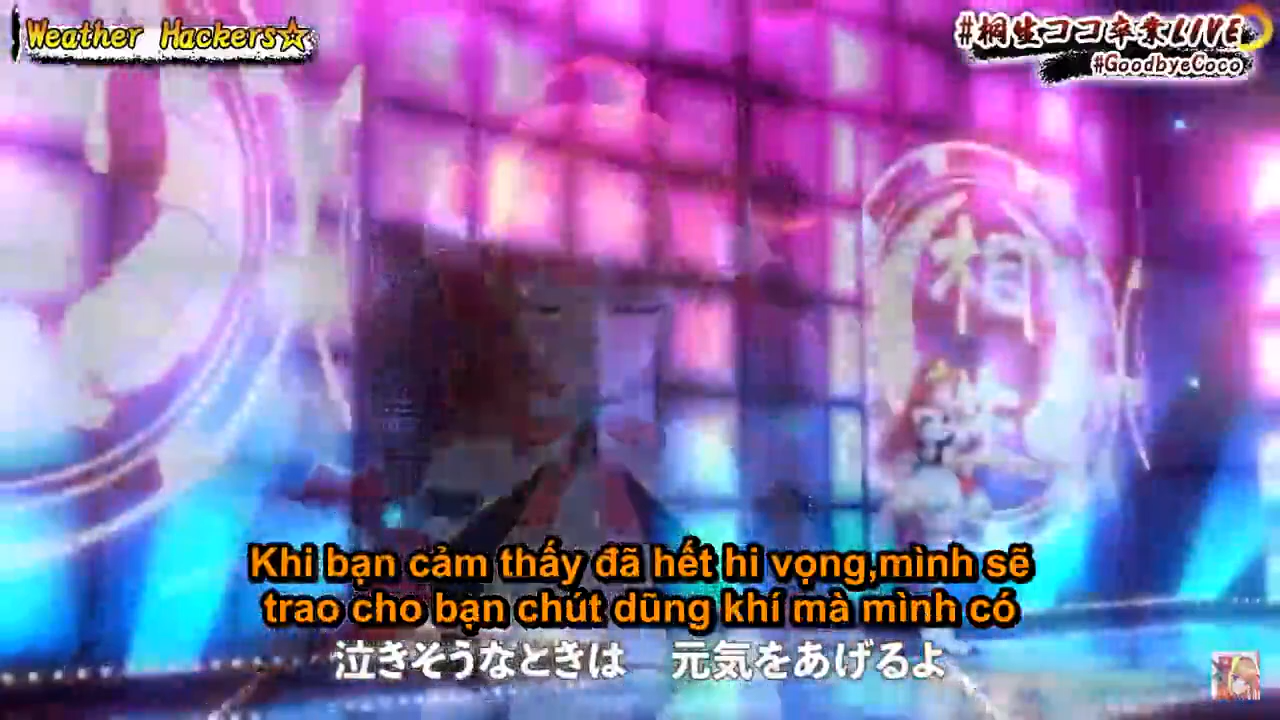 Weather Hackers☆
#桐生ココ卒業LIVE
#GoodbyeCoco
桐
生
Khi bạn cảm thấy đã hết hi vọng,mình sẽ
trao cho bạn chút dũng khí mà mình có
泣きそうなときは 元気をあげるよ